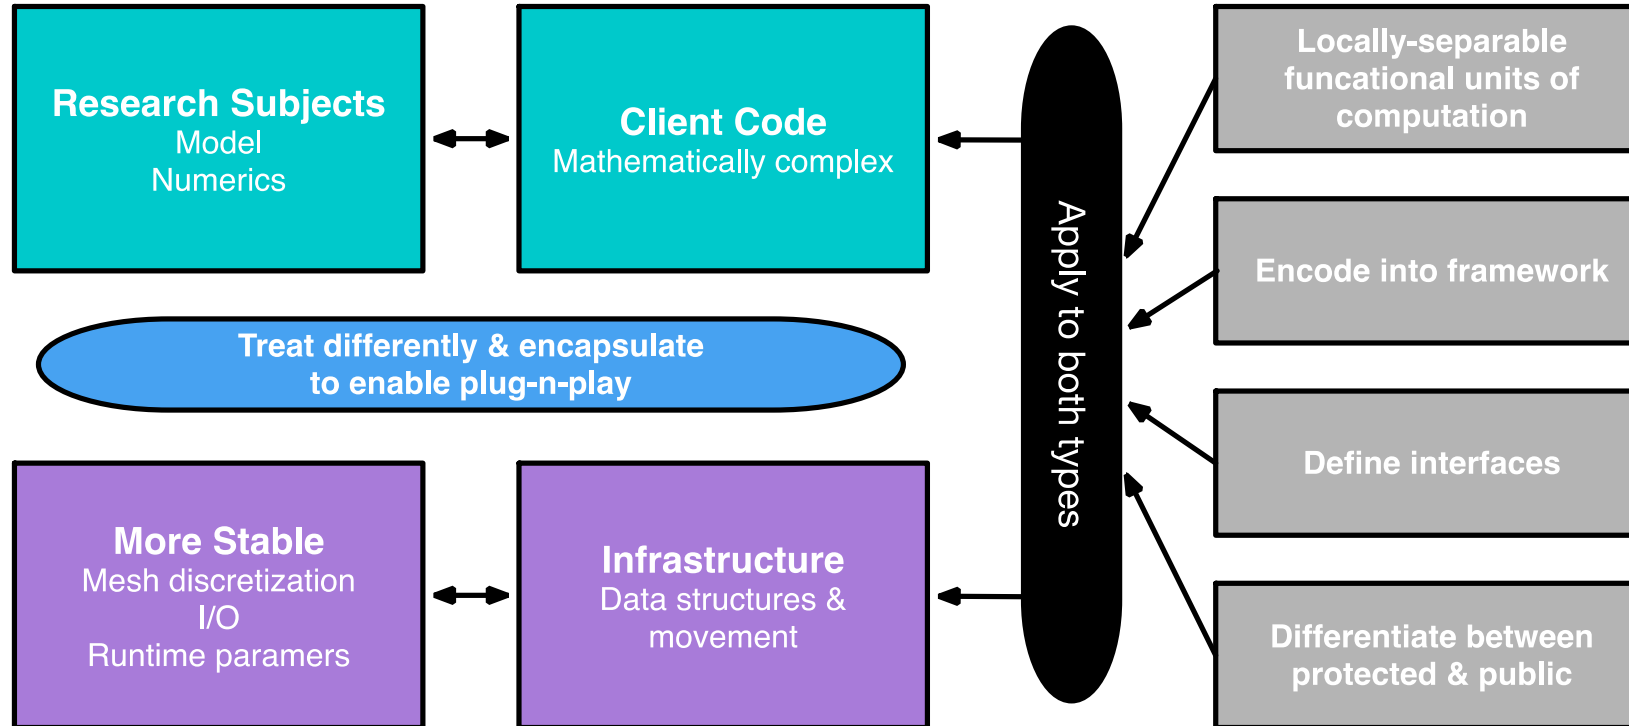 Research Subjects
Model
Numerics
Client Code
Mathematically complex
Treat differently & encapsulate
to enable plug-n-play
More Stable
Mesh discretization
I/O
Runtime paramers
Infrastructure
Data structures &
movement
Apply to both types
Locally-separable
funcational units of
computation
Encode into framework
Define interfaces
Differentiate between
protected & public